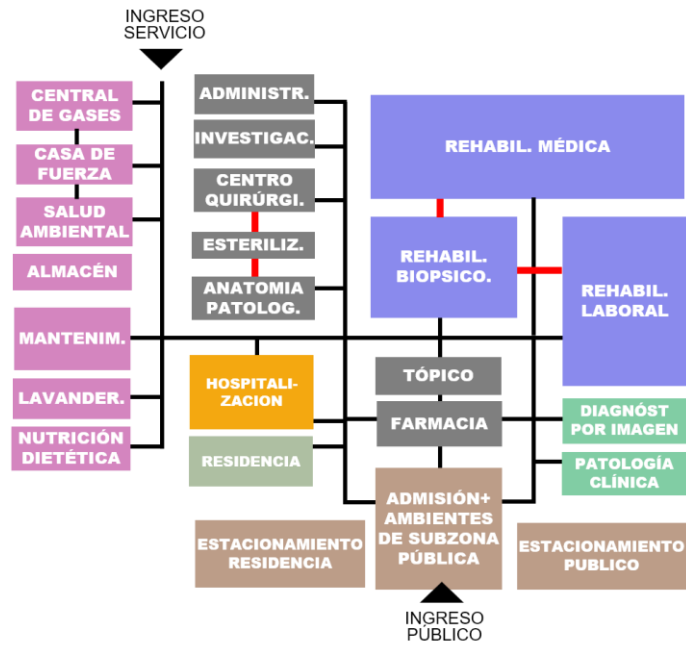 INGRESO
SERVICIO
CENTRAL
DE GASES
CASA DE
FUERZA
SALUD
AMBIENTAL
ALMACÉN
MANTENIM.
LAVANDER.
NUTRICIÓN
DIETÉTICA
ADMINISTR.
INVESTIGAC.
CENTRO
QUIRÚRGI.
ESTERILIZ.
ANATOMIA
PATOLOG.
HOSPITALI-
ZACION
RESIDENCIA
ESTACIONAMIENTO
RESIDENCIA
REHABIL. MÉDICA
REHABIL.
BIOPSICO.
REHABIL.
LABORAL
TÓPICO
FARMACIA
ADMISIÓN+
AMBIENTES
DE SUBZONA
PÚBLICA
DIAGNÓST
POR IMAGEN
PATOLOGÍA
CLÍNICA
ESTACIONAMIENTO
PUBLICO
INGRESO
PÚBLICO